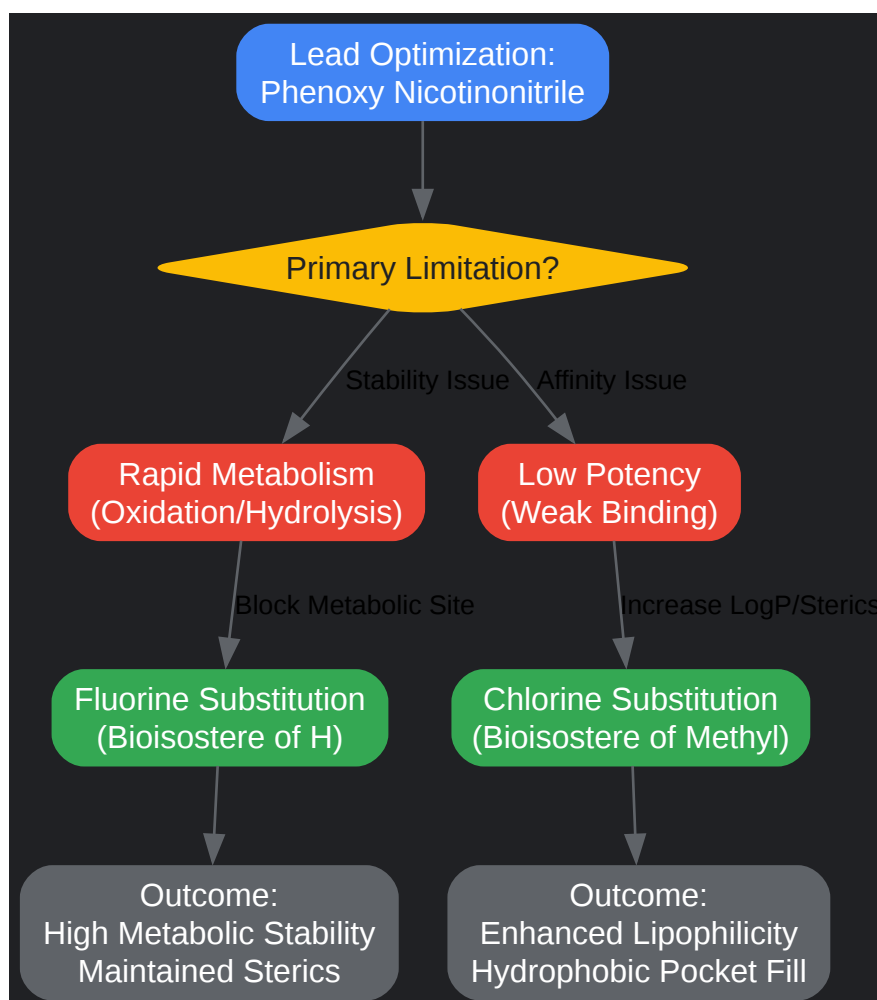 Lead Optimization:
Phenoxy Nicotinonitrile
Primary Limitation?
Stability Issue
Affinity Issue
Rapid Metabolism
(Oxidation/Hydrolysis)
Low Potency
(Weak Binding)
Block Metabolic Site
Increase LogP/Sterics
Fluorine Substitution
(Bioisostere of H)
Chlorine Substitution
(Bioisostere of Methyl)
Outcome:
High Metabolic Stability
Maintained Sterics
Outcome:
Enhanced Lipophilicity
Hydrophobic Pocket Fill